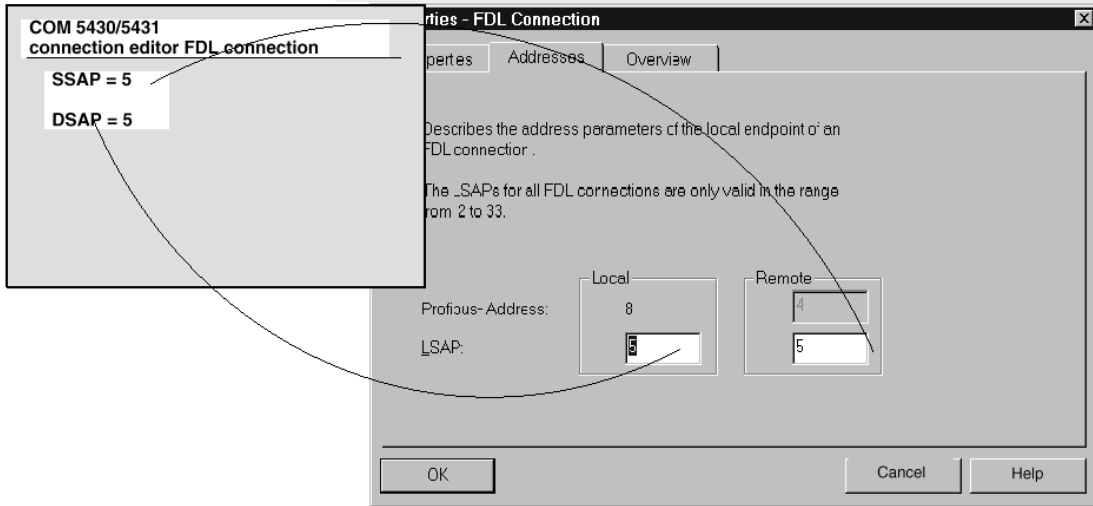 COM 5430/5431
connection editor FDL connection
SSAP = 5
DSAP = 5
rties - FDL Connection
pertes Addresses Overview
Describes the address parameters of the local endpoint of an
FDL connection .
The LSAPs for all FDL connections are only valid in the range
from 2 to 33.
Local Remote
Profibus-Address: 8 4
LSAP: 5 5
OK Cancel Help